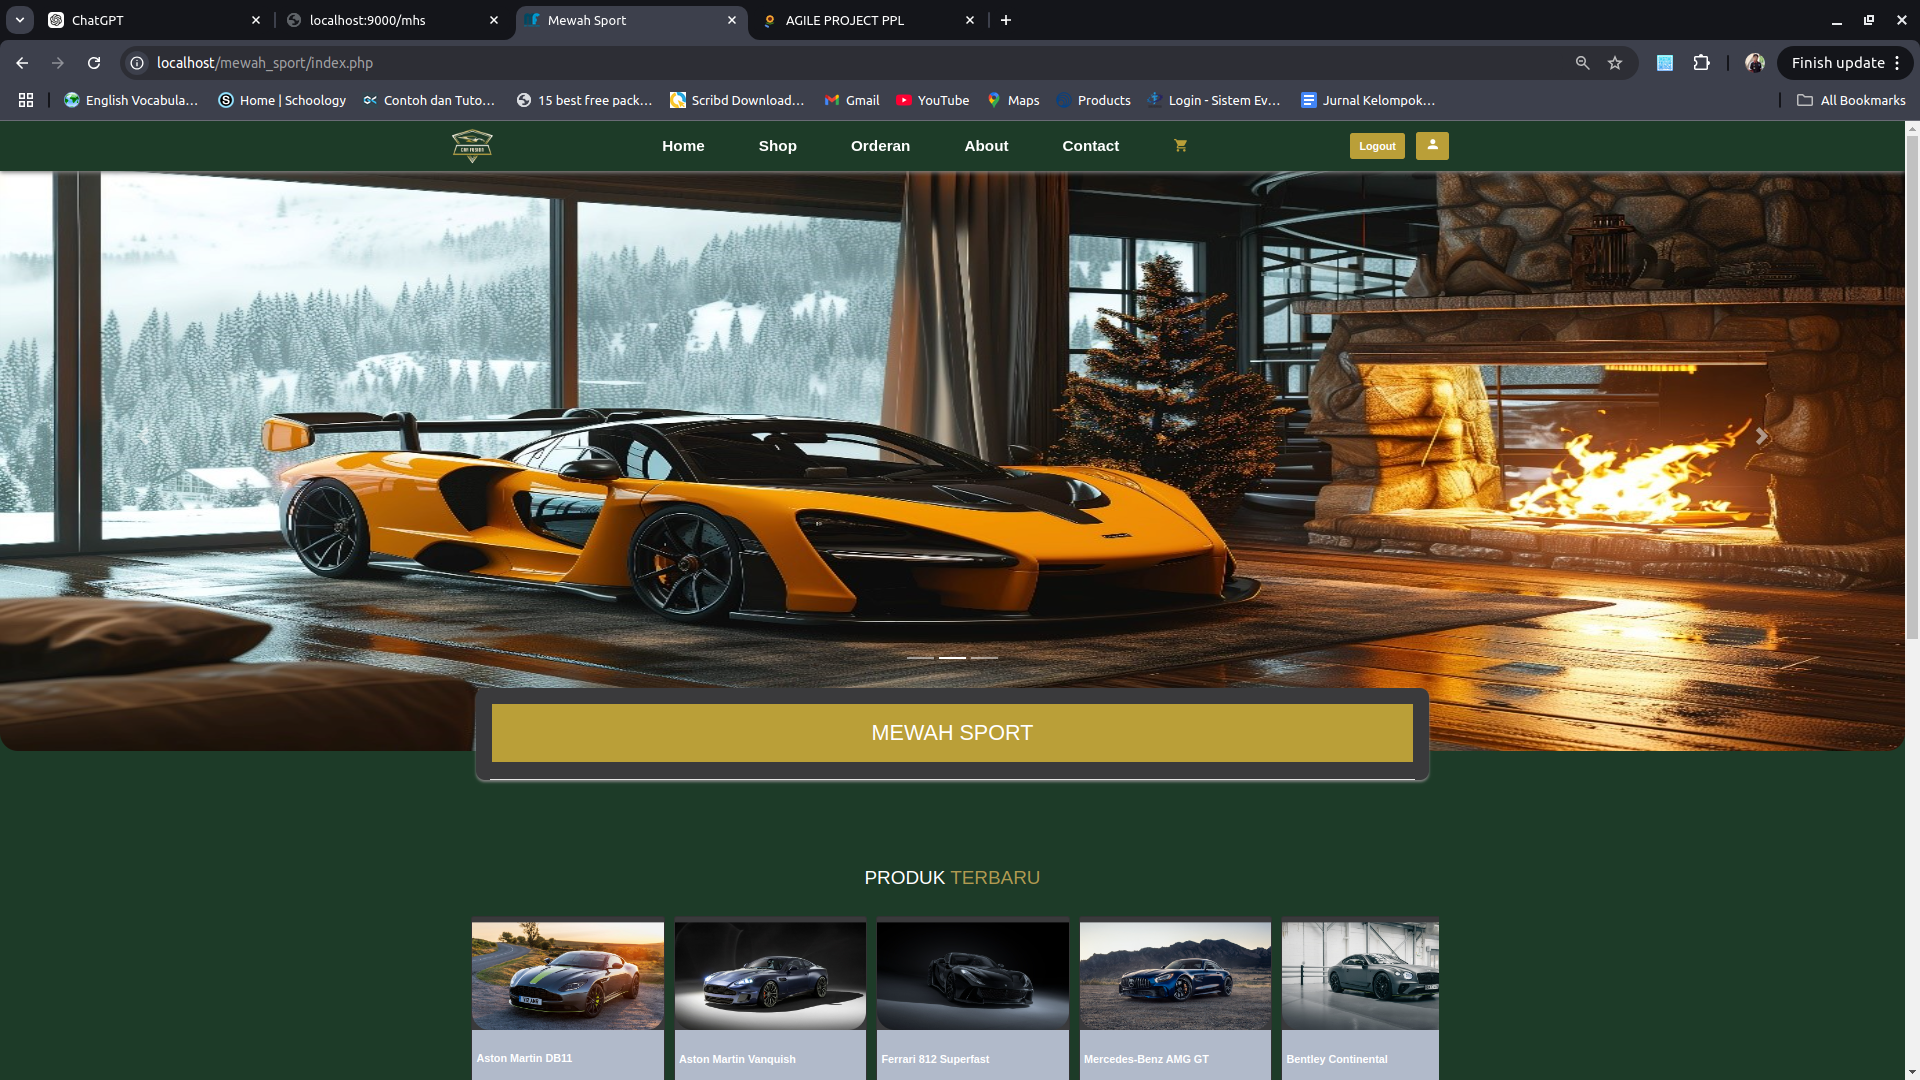 ChatGPT
localhost:9000/mhs
Mewah Sport
AGILE PROJECT PPL
localhost/mewah_sport/index.php
Finish update
English Vocabula...
Home | Schoology
Contoh dan Tuto...
15 best free pack...
Scribd Download...
Gmail
YouTube
Maps
Products
Login - Sistem Ev...
Jurnal Kelompok...
All Bookmarks
CAR FUSION
Home
Shop
Orderan
About
Contact
Logout
MEWAH SPORT
PRODUK TERBARU
Aston Martin DB11
Aston Martin Vanquish
Ferrari 812 Superfast
Mercedes-Benz AMG GT
Bentley Continental